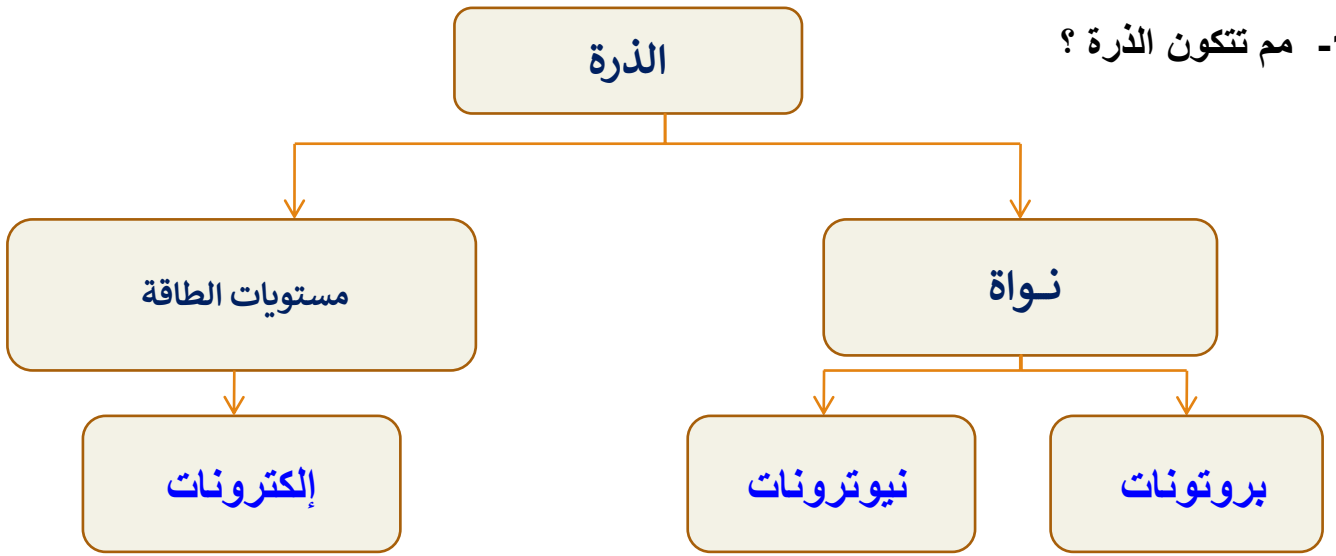 - مم تتكون الذرة ؟
الذرة
نـواة
مستويات الطاقة
بروتونات
نيوترونات
إلكترونات